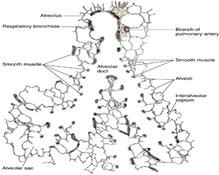 Alveolus
Respiratory bronchiole
Branch of
pulmonary artery
Smooth muscle
Smooth muscle
Alveolar
duct
Alveoli
Interalveolar
septum
Alveolar sac